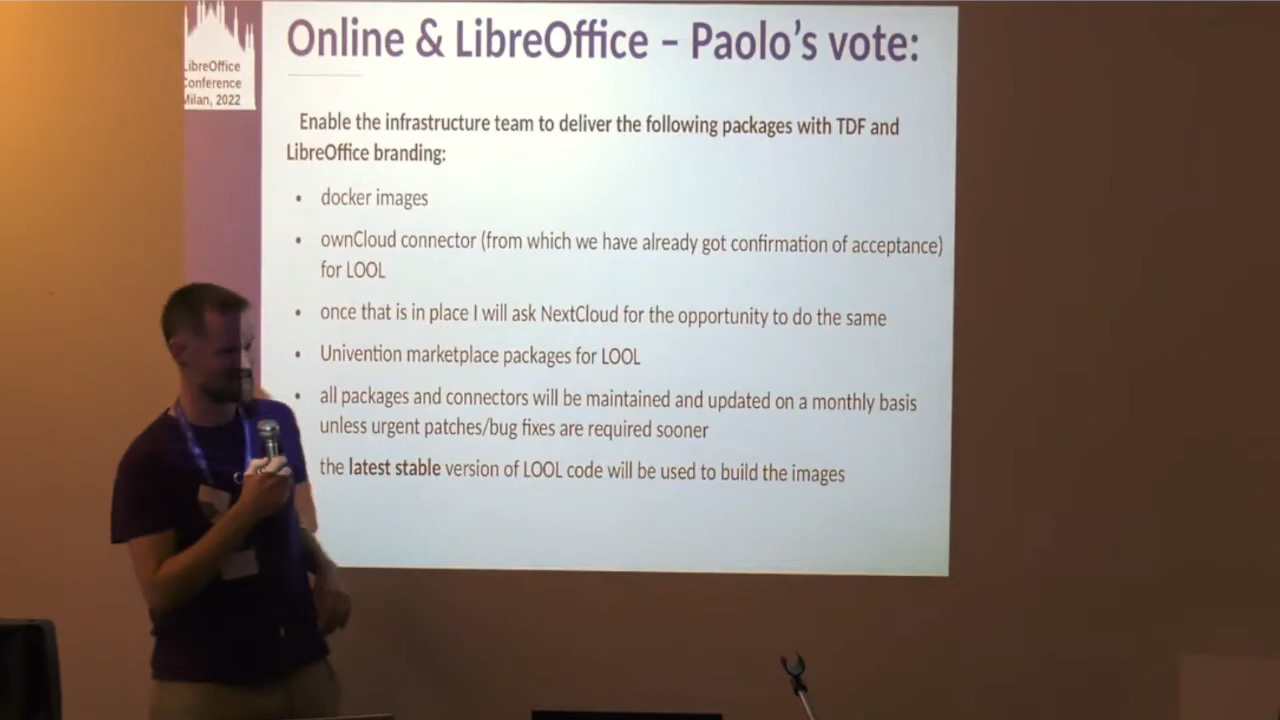 LibreOffice
Conference
Milan, 2022
Online & LibreOffice – Paolo's vote:
Enable the infrastructure team to deliver the following packages with TDF and
LibreOffice branding:
• docker images
• ownCloud connector (from which we have already got confirmation of acceptance)
for LOOL
• once that is in place I will ask NextCloud for the opportunity to do the same
• Univention marketplace packages for LOOL
• all packages and connectors will be maintained and updated on a monthly basis
unless urgent patches/bug fixes are required sooner
the latest stable version of LOOL code will be used to build the images